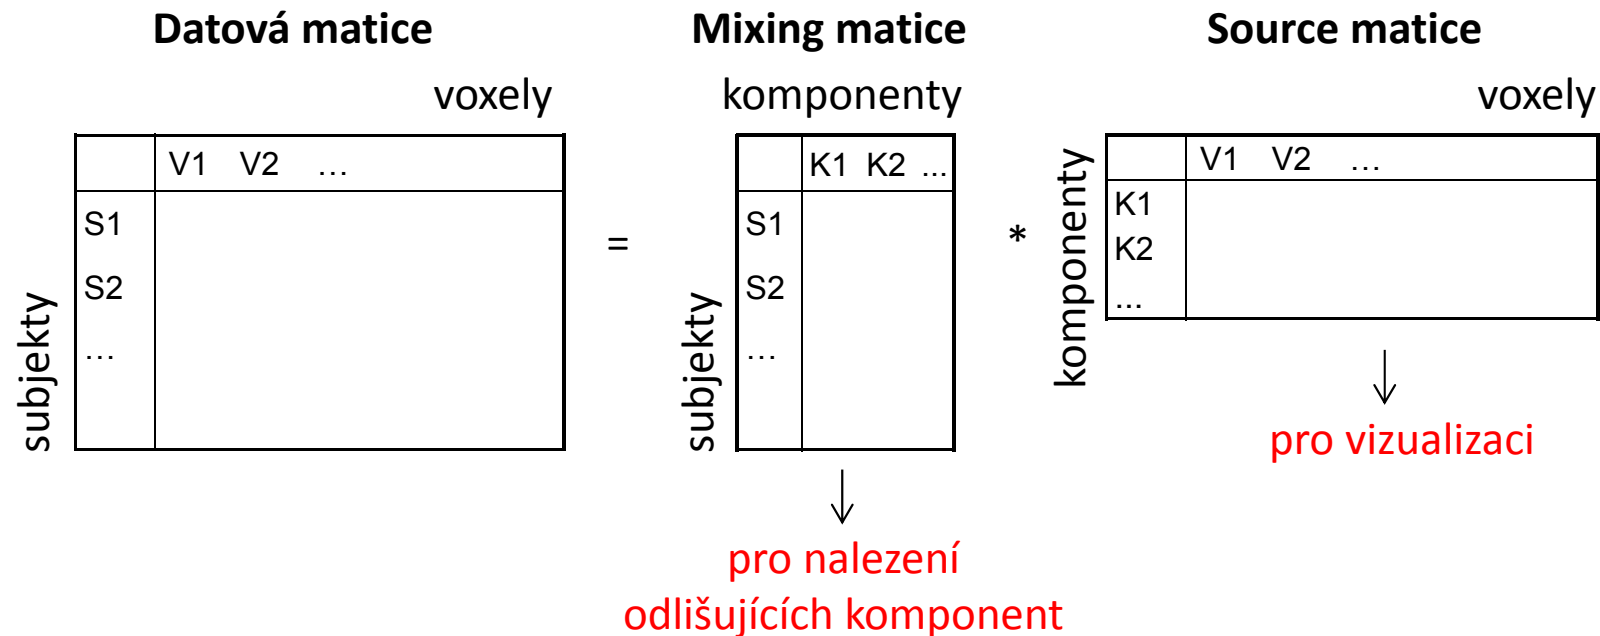 Datová matice
Mixing matice
Source matice
voxely
komponenty
voxely
V1 V2 ...
K1 K2 ...
V1 V2 ...
subjekty
S1
S2
...
=
subjekty
S1
S2
...
*
komponenty
K1
K2
...
pro vizualizaci
pro nalezení
odlišujících komponent